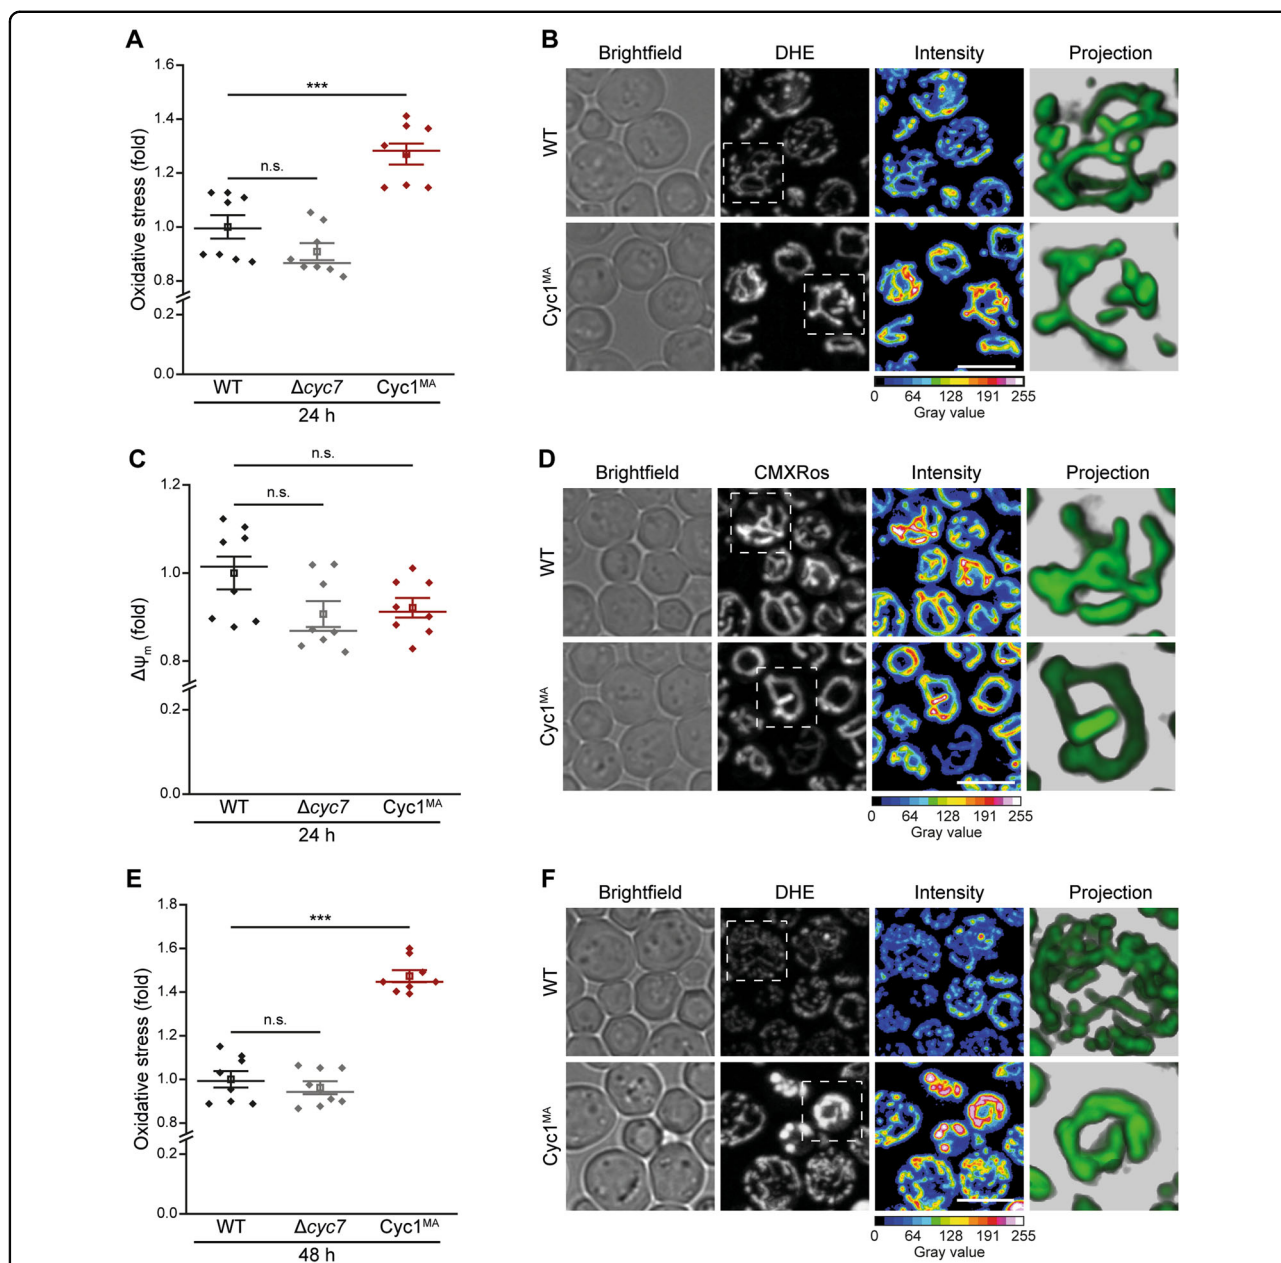 A
Oxidative stress (fold)
1.6
1.4
1.2
1.0
0.8
0.2
0.0
***
n.s.
WT Δcyc7 Cyc1ᴹᴬ
24 h
B
Brightfield DHE Intensity Projection
WT
Cyc1ᴹᴬ
0 64 128 191 255
Gray value
C
Δψₘ (fold)
1.2
1.0
0.8
0.2
0.0
n.s.
n.s.
WT Δcyc7 Cyc1ᴹᴬ
24 h
D
Brightfield CMXRos Intensity Projection
WT
Cyc1ᴹᴬ
0 64 128 191 255
Gray value
E
Oxidative stress (fold)
1.8
1.6
1.4
1.2
1.0
0.8
0.2
0.0
***
n.s.
WT Δcyc7 Cyc1ᴹᴬ
48 h
F
Brightfield DHE Intensity Projection
WT
Cyc1ᴹᴬ
0 64 128 191 255
Gray value